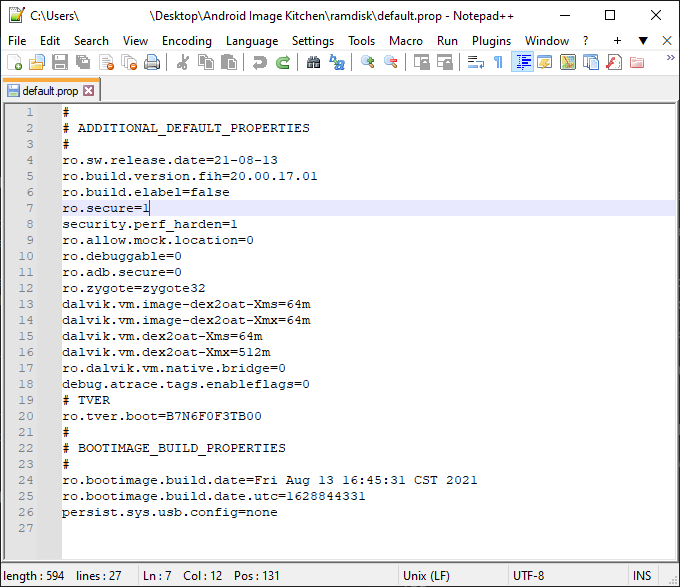 C:\Users\ \Desktop\Android Image Kitchen\ramdisk\default.prop - Notepad++
File Edit Search View Encoding Language Settings Tools Macro Run Plugins Window ? + ▼ X
default.prop
1 #
2 # ADDITIONAL_DEFAULT_PROPERTIES
3 #
4 ro.sw.release.date=21-08-13
5 ro.build.version.fih=20.00.17.01
6 ro.build.elabel=false
7 ro.secure=1
8 security.perf_harden=1
9 ro.allow.mock.location=0
10 ro.debuggable=0
11 ro.adb.secure=0
12 ro.zygote=zygote32
13 dalvik.vm.image-dex2oat-Xms=64m
14 dalvik.vm.image-dex2oat-Xmx=64m
15 dalvik.vm.dex2oat-Xms=64m
16 dalvik.vm.dex2oat-Xmx=512m
17 ro.dalvik.vm.native.bridge=0
18 debug.atrace.tags.enableflags=0
19 # TVER
20 ro.tver.boot=B7N6F0F3TB00
21 #
22 # BOOTIMAGE_BUILD_PROPERTIES
23 #
24 ro.bootimage.build.date=Fri Aug 13 16:45:31 CST 2021
25 ro.bootimage.build.date.utc=1628844331
26 persist.sys.usb.config=none
27
length : 594 lines : 27 Ln : 7 Col : 12 Pos : 131 Unix (LF) UTF-8 INS